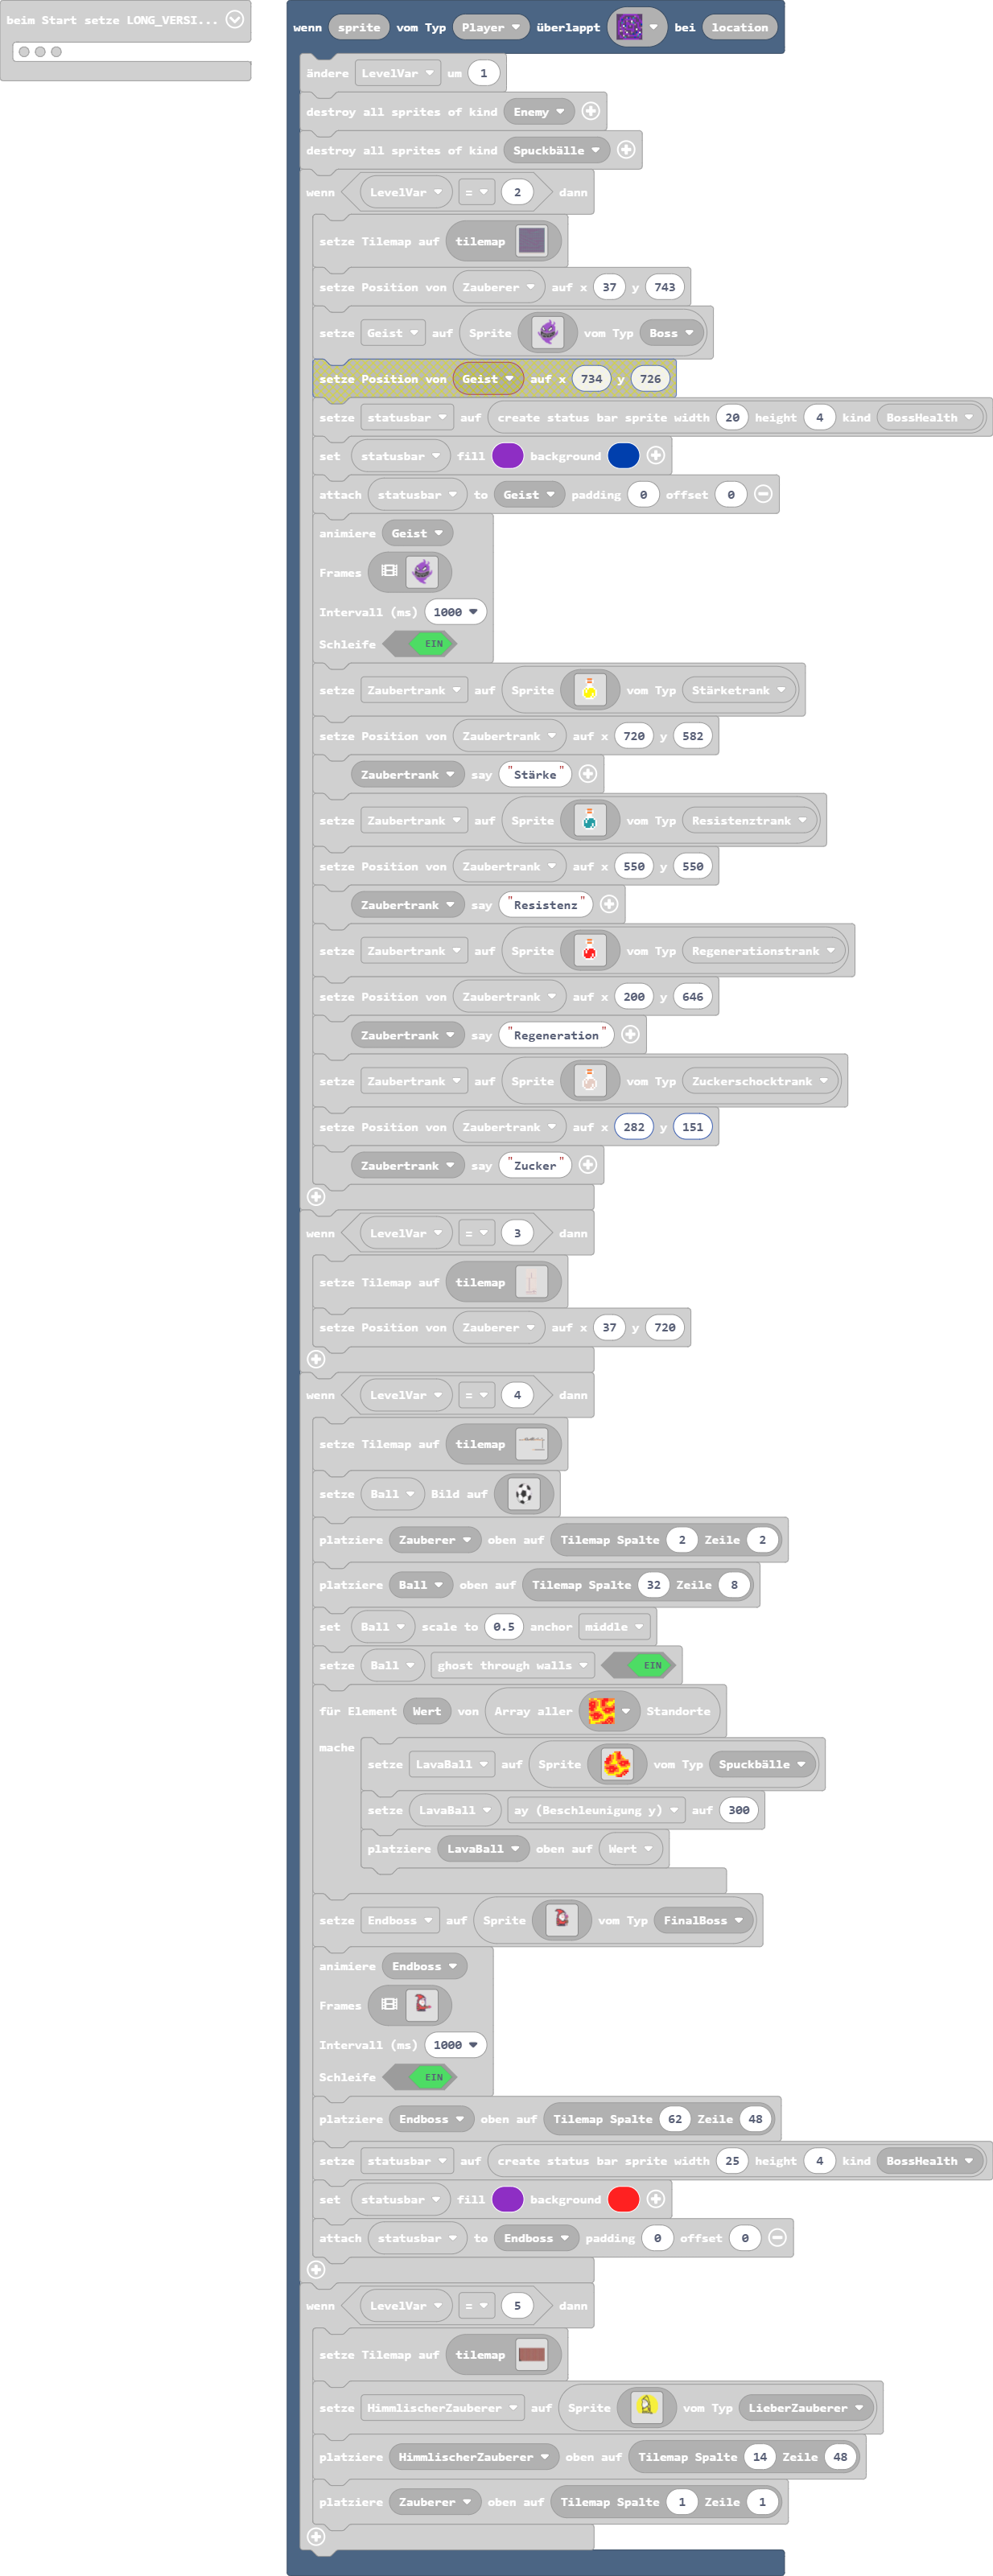 beim Start setze LONG_VERSI...
wenn sprite vom Typ Player überlappt bei location
ändere LevelVar um 1
destroy all sprites of kind Enemy
destroy all sprites of kind Spuckbälle
wenn LevelVar = 2 dann
setze Tilemap auf tilemap
setze Position von Zauberer auf x 37 y 743
setze Geist auf Sprite vom Typ Boss
setze Position von Geist auf x 734 y 726
setze statusbar auf create status bar sprite width 20 height 4 kind BossHealth
set statusbar fill background
attach statusbar to Geist padding 0 offset 0
animiere Geist
Frames
Intervall (ms) 1000
Schleife EIN
setze Zaubertrank auf Sprite vom Typ Stärketrank
setze Position von Zaubertrank auf x 720 y 582
Zaubertrank say "Stärke"
setze Zaubertrank auf Sprite vom Typ Resistenztrank
setze Position von Zaubertrank auf x 550 y 550
Zaubertrank say "Resistenz"
setze Zaubertrank auf Sprite vom Typ Regenerationstrank
setze Position von Zaubertrank auf x 200 y 646
Zaubertrank say "Regeneration"
setze Zaubertrank auf Sprite vom Typ Zuckerschocktrank
setze Position von Zaubertrank auf x 282 y 151
Zaubertrank say "Zucker"
wenn LevelVar = 3 dann
setze Tilemap auf tilemap
setze Position von Zauberer auf x 37 y 720
wenn LevelVar = 4 dann
setze Tilemap auf tilemap
setze Ball Bild auf
platziere Zauberer oben auf Tilemap Spalte 2 Zeile 2
platziere Ball oben auf Tilemap Spalte 32 Zeile 8
set Ball scale to 0.5 anchor middle
setze Ball ghost through walls EIN
für Element Wert von Array aller Standorte
mache
setze LavaBall auf Sprite vom Typ Spuckbälle
setze LavaBall ay (Beschleunigung y) auf 300
platziere LavaBall oben auf Wert
setze Endboss auf Sprite vom Typ FinalBoss
animiere Endboss
Frames
Intervall (ms) 1000
Schleife EIN
platziere Endboss oben auf Tilemap Spalte 62 Zeile 48
setze statusbar auf create status bar sprite width 25 height 4 kind BossHealth
set statusbar fill background
attach statusbar to Endboss padding 0 offset 0
wenn LevelVar = 5 dann
setze Tilemap auf tilemap
setze HimmlischerZauberer auf Sprite vom Typ LieberZauberer
platziere HimmlischerZauberer oben auf Tilemap Spalte 14 Zeile 48
platziere Zauberer oben auf Tilemap Spalte 1 Zeile 1